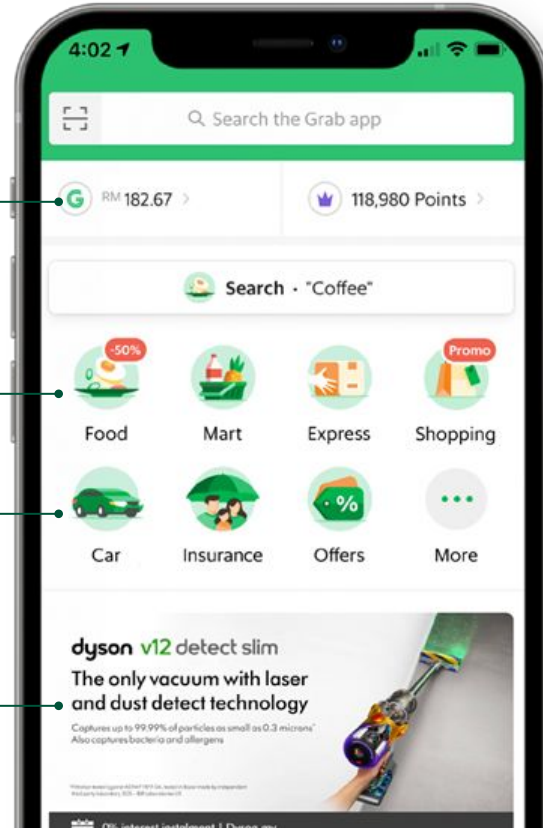 4:02
Search the Grab app
G RM 182.67 > 118,980 Points >
Search · "Coffee"
-50% Promo
Food Mart Express Shopping
%
Car Insurance Offers More
dyson v12 detect slim
The only vacuum with laser
and dust detect technology
Captures up to 99.99% of particles as small as 0.3 microns*
Also captures bacteria and allergens
0% interest instalment | Dyson.my